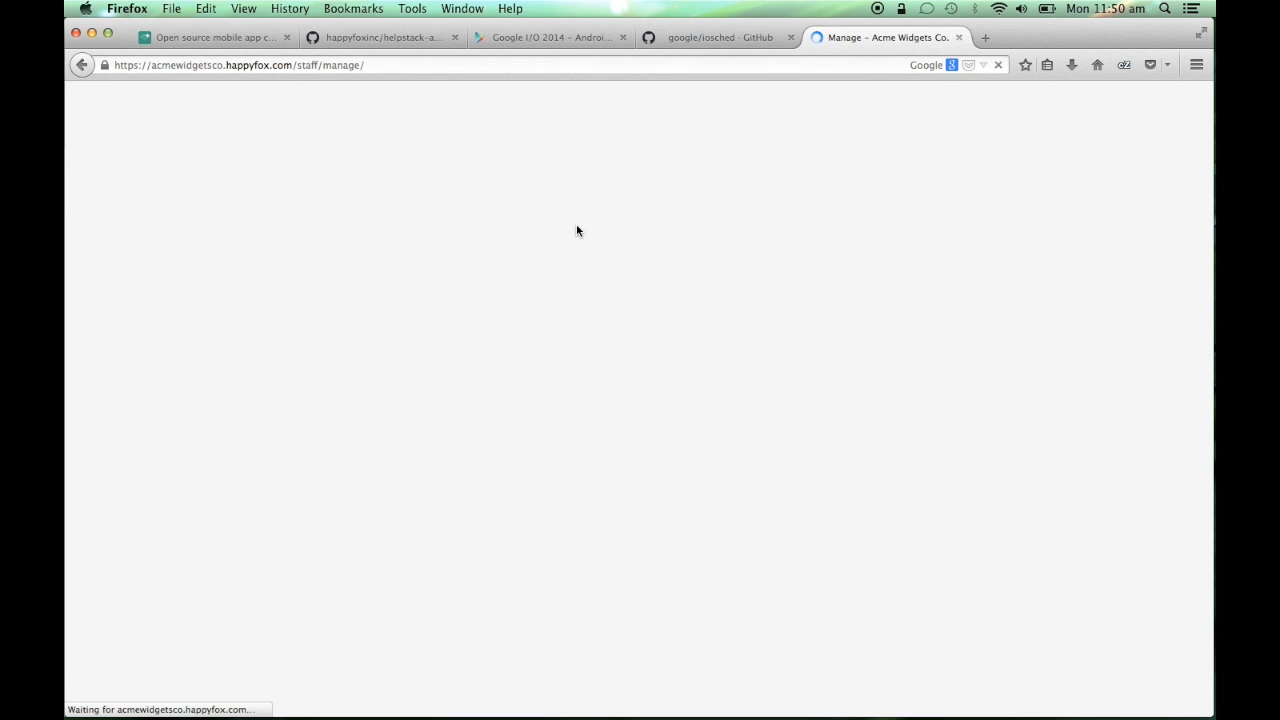 Firefox File Edit View History Bookmarks Tools Window Help Mon 11:50 am
Open source mobile app c... happyfoxinc/helpstack-a... Google I/O 2014 - Androi... google/iosched · GitHub Manage - Acme Widgets Co.
https://acmewidgetsco.happyfox.com/staff/manage/ Google 8
Waiting for acmewidgetsco.happyfox.com...